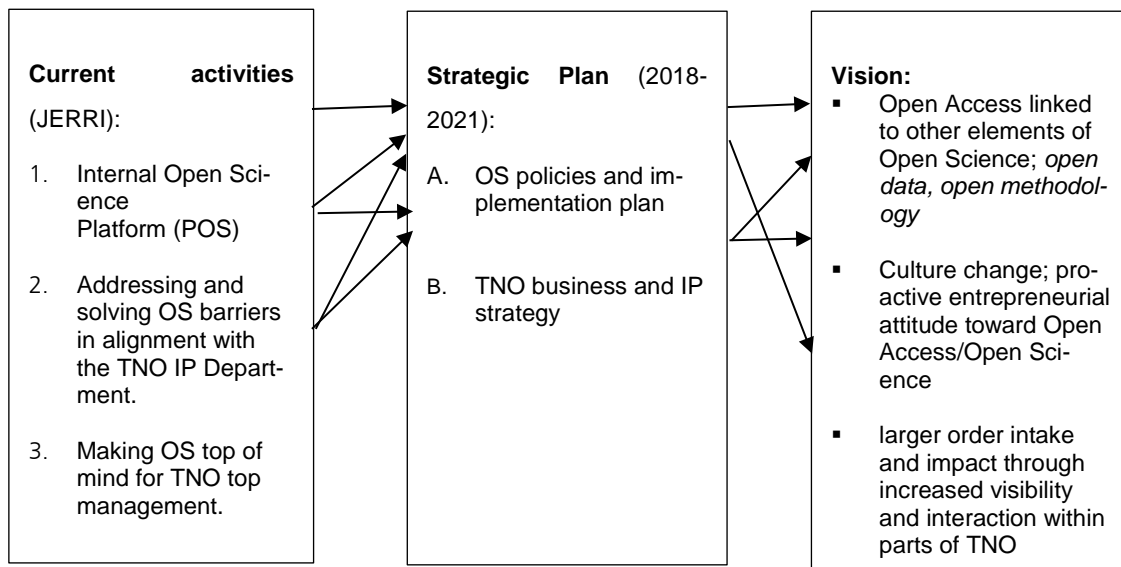 Current activities
(JERRI):
1. Internal Open Sci-
ence
Platform (POS)
2. Addressing and
solving OS barriers
in alignment with
the TNO IP Depart-
ment.
3. Making OS top of
mind for TNO top
management.
Strategic Plan (2018-
2021):
A. OS policies and im-
plementation plan
B. TNO business and IP
strategy
Vision:
▪ Open Access linked
to other elements of
Open Science; open
data, open methodol-
ogy
▪ Culture change; pro-
active entrepreneurial
attitude toward Open
Access/Open Sci-
ence
▪ larger order intake
and impact through
increased visibility
and interaction within
parts of TNO